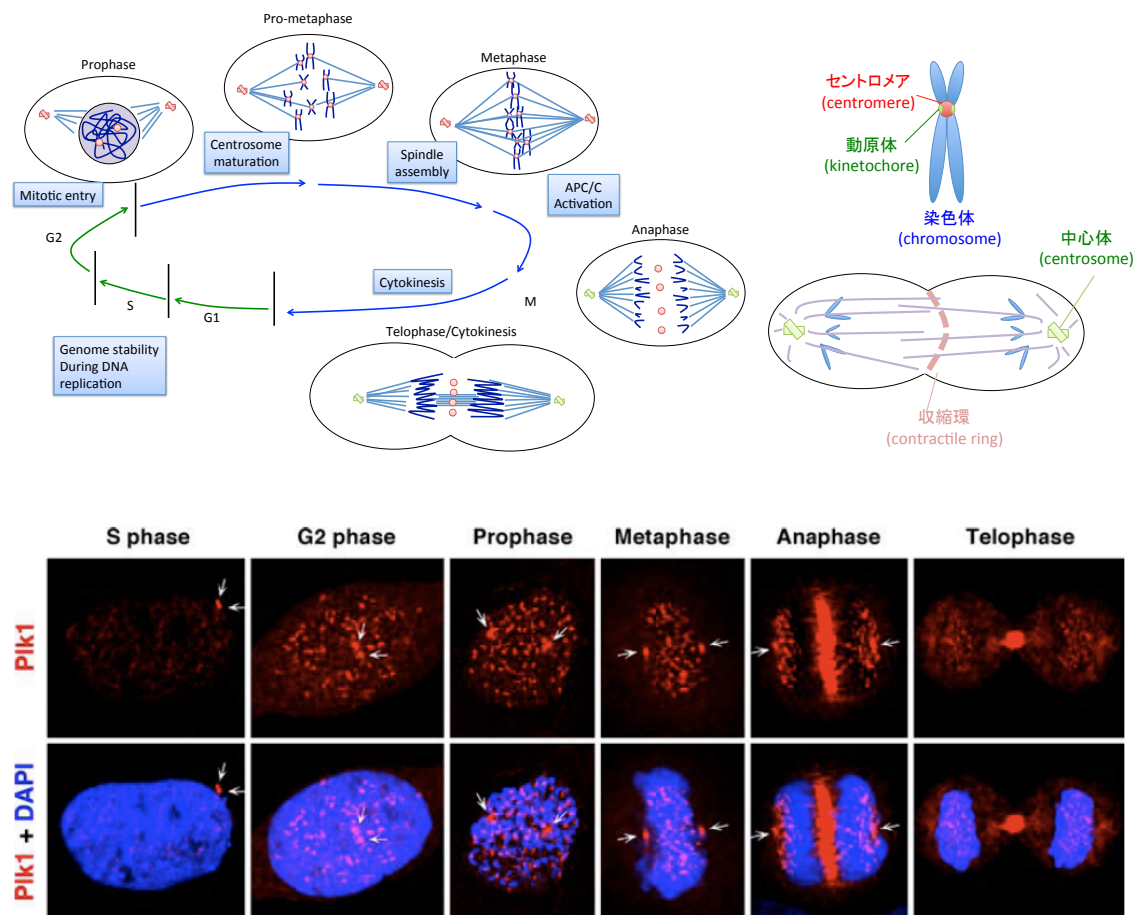 Pro-metaphase
Prophase
Metaphase
Centrosome
maturation
Spindle
assembly
Mitotic entry
APC/C
Activation
G2
Anaphase
S
G1
Cytokinesis
M
Telophase/Cytokinesis
Genome stability
During DNA
replication
セントロメア
(centromere)
動原体
(kinetochore)
染色体
(chromosome)
中心体
(centrosome)
収縮環
(contractile ring)
S phase
G2 phase
Prophase
Metaphase
Anaphase
Telophase
Plk1
Plk1 + DAPI